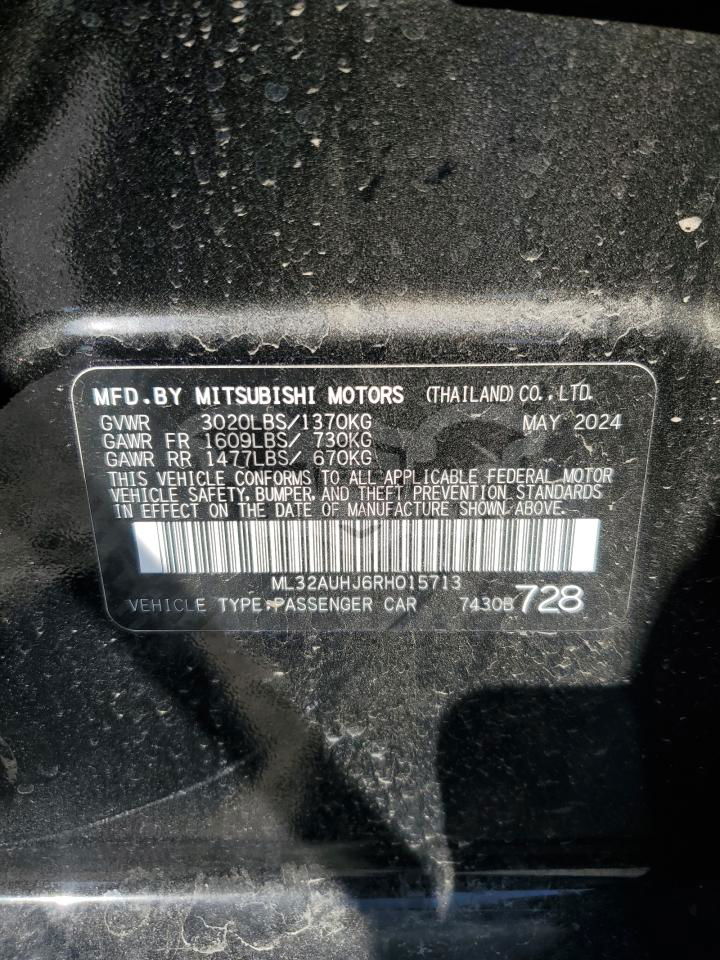 MFD.BY MITSUBISHI MOTORS (THAILAND) CO.,LTD.
GVWR 3020LBS/1370KG MAY 2024
GAWR FR 1609LBS/ 730KG
GAWR RR 1477LBS/ 670KG
THIS VEHICLE CONFORMS TO ALL APPLICABLE FEDERAL MOTOR
VEHICLE SAFETY, BUMPER, AND THEFT PREVENTION STANDARDS
IN EFFECT ON THE DATE OF MANUFACTURE SHOWN ABOVE.
ML32AUHJ6RH015713
VEHICLE TYPE:PASSENGER CAR 7430B728